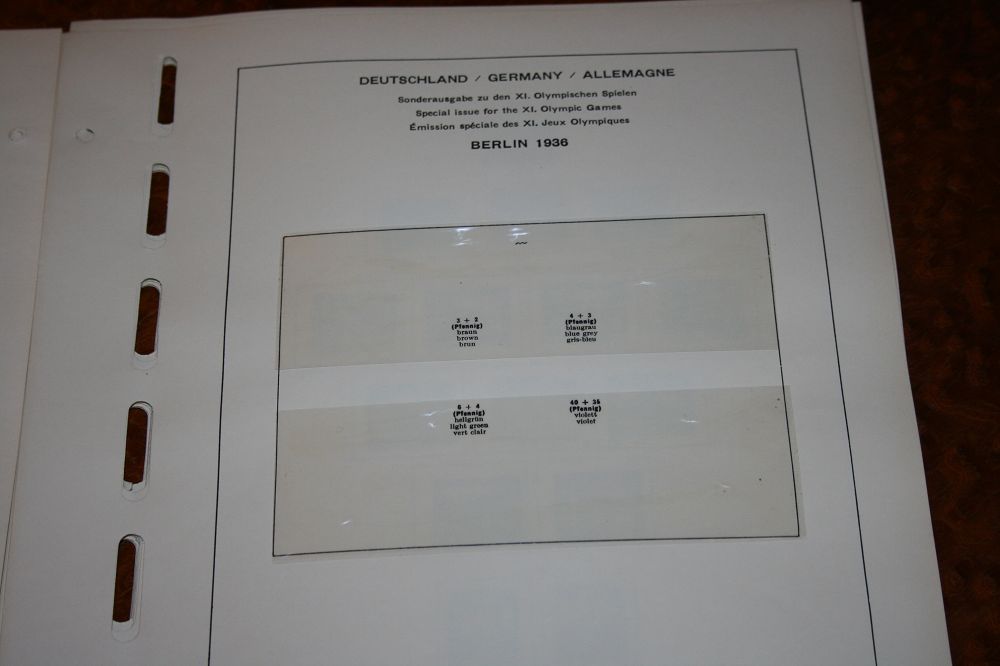 DEUTSCHLAND / GERMANY / ALLEMAGNE
Sonderausgabe zu den XI. Olympischen Spielen
Special issue for the XI. Olympic Games
Émission spéciale des XI. Jeux Olympiques
BERLIN 1936
3 + 2
(Pfennig)
braun
brown
brun
4 + 3
(Pfennig)
blaugrau
blue grey
gris-bleu
6 + 4
(Pfennig)
hellgrün
light green
vert clair
40 + 35
(Pfennig)
violett
violet